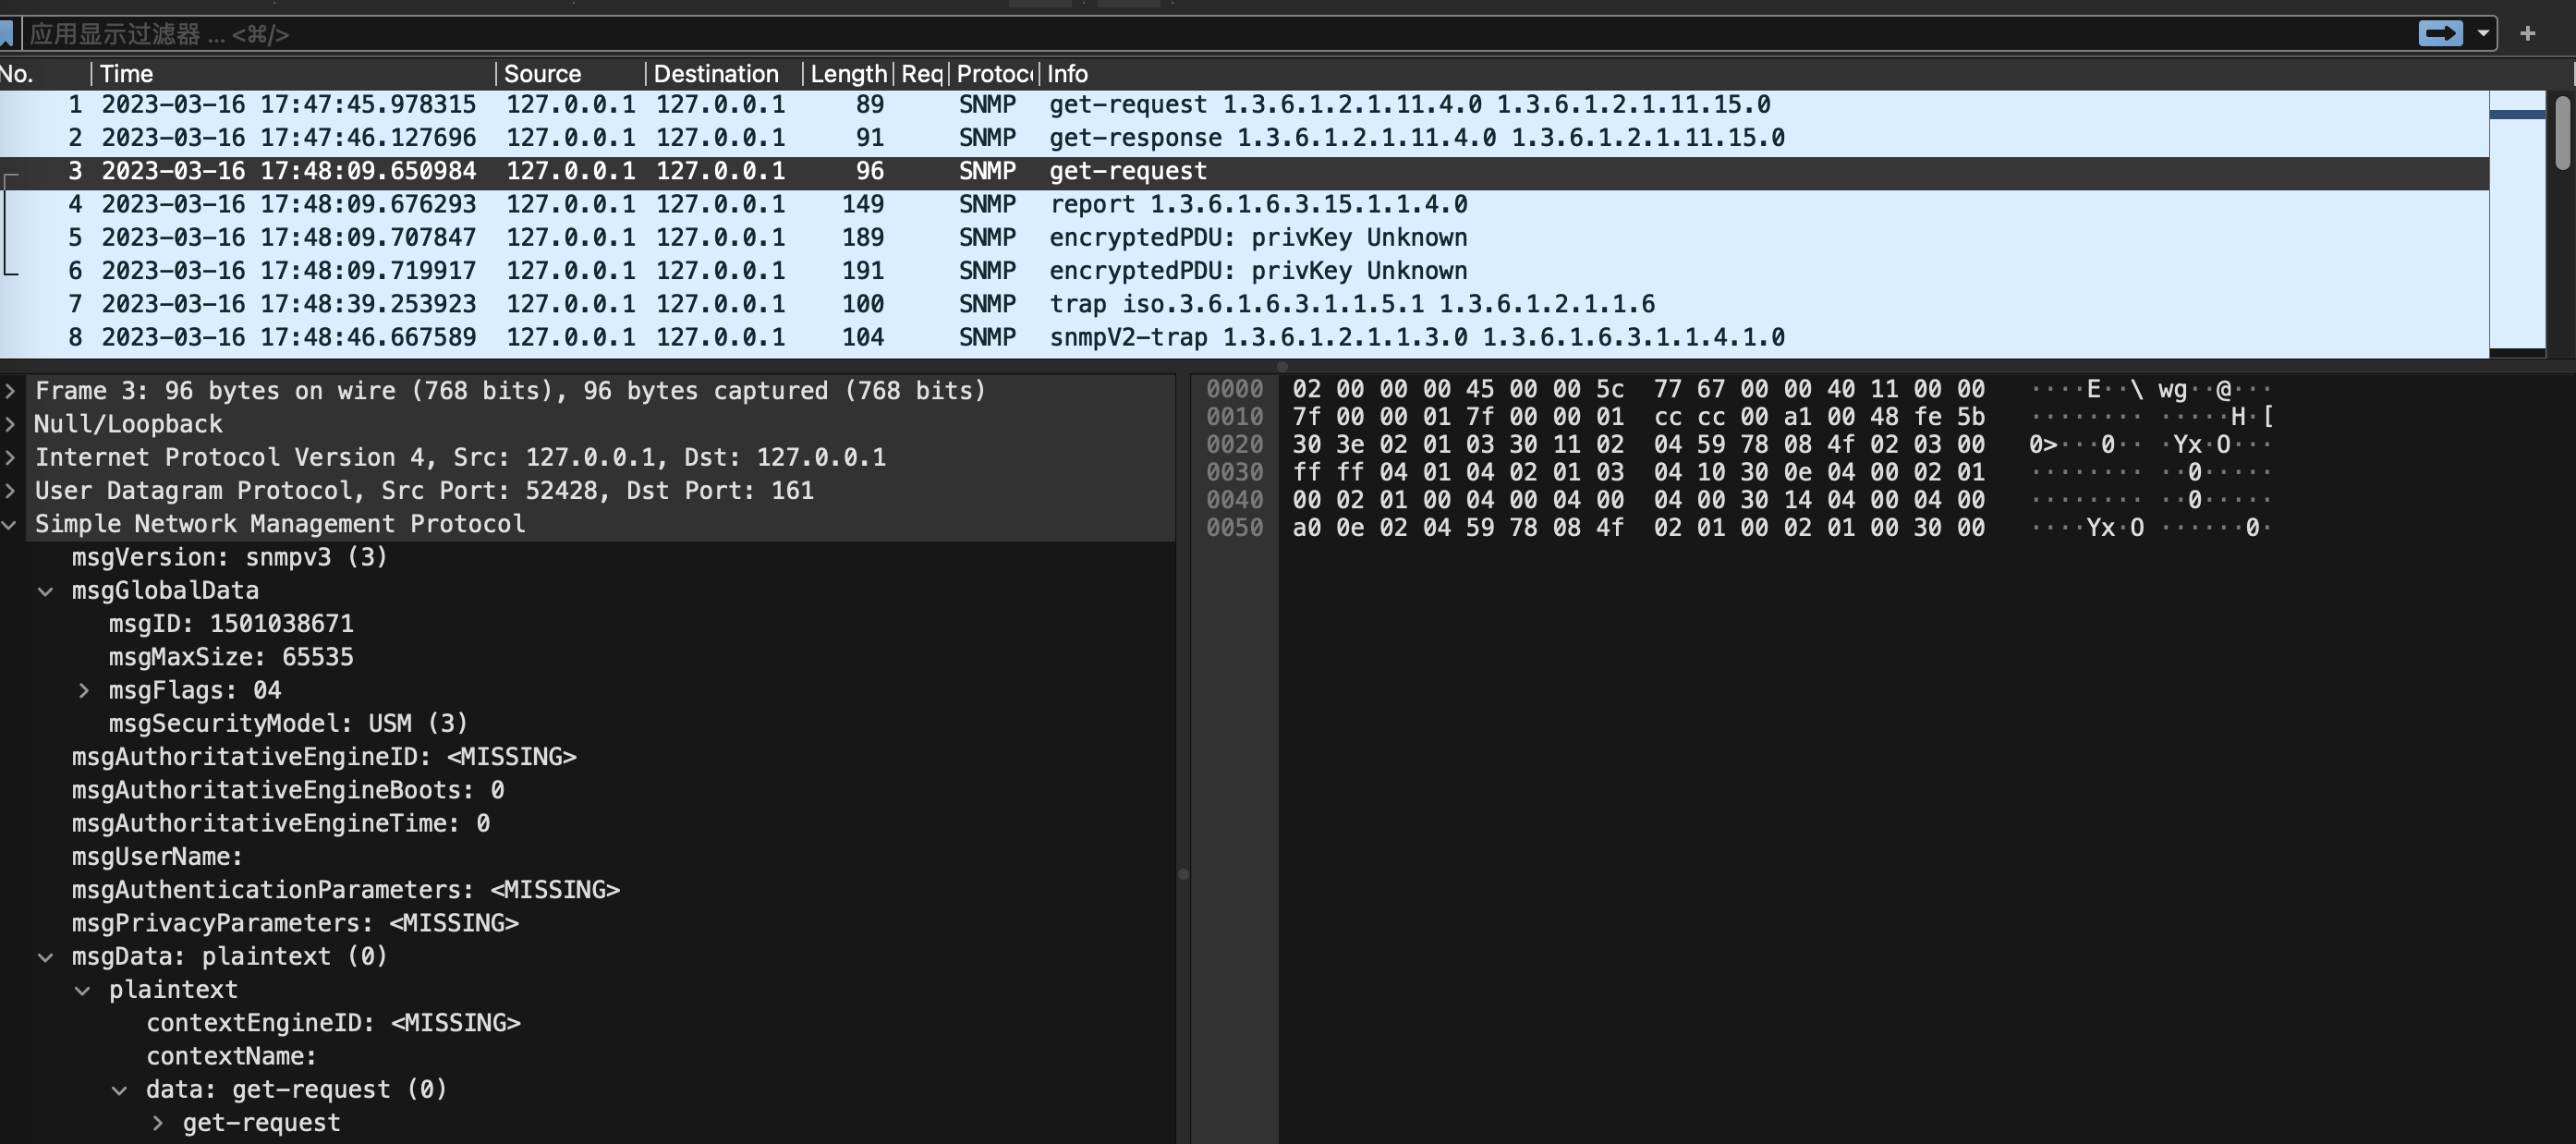 应用显示过滤器 … <⌘/>
+
No. Time Source Destination Length Req Protoc Info
1 2023-03-16 17:47:45.978315 127.0.0.1 127.0.0.1 89 SNMP get-request 1.3.6.1.2.1.11.4.0 1.3.6.1.2.1.11.15.0
2 2023-03-16 17:47:46.127696 127.0.0.1 127.0.0.1 91 SNMP get-response 1.3.6.1.2.1.11.4.0 1.3.6.1.2.1.11.15.0
3 2023-03-16 17:48:09.650984 127.0.0.1 127.0.0.1 96 SNMP get-request
4 2023-03-16 17:48:09.676293 127.0.0.1 127.0.0.1 149 SNMP report 1.3.6.1.6.3.15.1.1.4.0
5 2023-03-16 17:48:09.707847 127.0.0.1 127.0.0.1 189 SNMP encryptedPDU: privKey Unknown
6 2023-03-16 17:48:09.719917 127.0.0.1 127.0.0.1 191 SNMP encryptedPDU: privKey Unknown
7 2023-03-16 17:48:39.253923 127.0.0.1 127.0.0.1 100 SNMP trap iso.3.6.1.6.3.1.1.5.1 1.3.6.1.2.1.1.6
8 2023-03-16 17:48:46.667589 127.0.0.1 127.0.0.1 104 SNMP snmpV2-trap 1.3.6.1.2.1.1.3.0 1.3.6.1.6.3.1.1.4.1.0
Frame 3: 96 bytes on wire (768 bits), 96 bytes captured (768 bits)
Null/Loopback
Internet Protocol Version 4, Src: 127.0.0.1, Dst: 127.0.0.1
User Datagram Protocol, Src Port: 52428, Dst Port: 161
Simple Network Management Protocol
msgVersion: snmpv3 (3)
msgGlobalData
msgID: 1501038671
msgMaxSize: 65535
msgFlags: 04
msgSecurityModel: USM (3)
msgAuthoritativeEngineID: <MISSING>
msgAuthoritativeEngineBoots: 0
msgAuthoritativeEngineTime: 0
msgUserName:
msgAuthenticationParameters: <MISSING>
msgPrivacyParameters: <MISSING>
msgData: plaintext (0)
plaintext
contextEngineID: <MISSING>
contextName:
data: get-request (0)
get-request
0000 02 00 00 00 45 00 00 5c 77 67 00 00 40 11 00 00 ····E··\ wg··@···
0010 7f 00 00 01 7f 00 00 01 cc cc 00 a1 00 48 fe 5b ········ ·····H·[
0020 30 3e 02 01 03 30 11 02 04 59 78 08 4f 02 03 00 0>···0·· ·Yx·O···
0030 ff ff 04 01 04 02 01 03 04 10 30 0e 04 00 02 01 ········ ··0·····
0040 00 02 01 00 04 00 04 00 04 00 30 14 04 00 04 00 ········ ··0·····
0050 a0 0e 02 04 59 78 08 4f 02 01 00 02 01 00 30 00 ····Yx·O ······0·